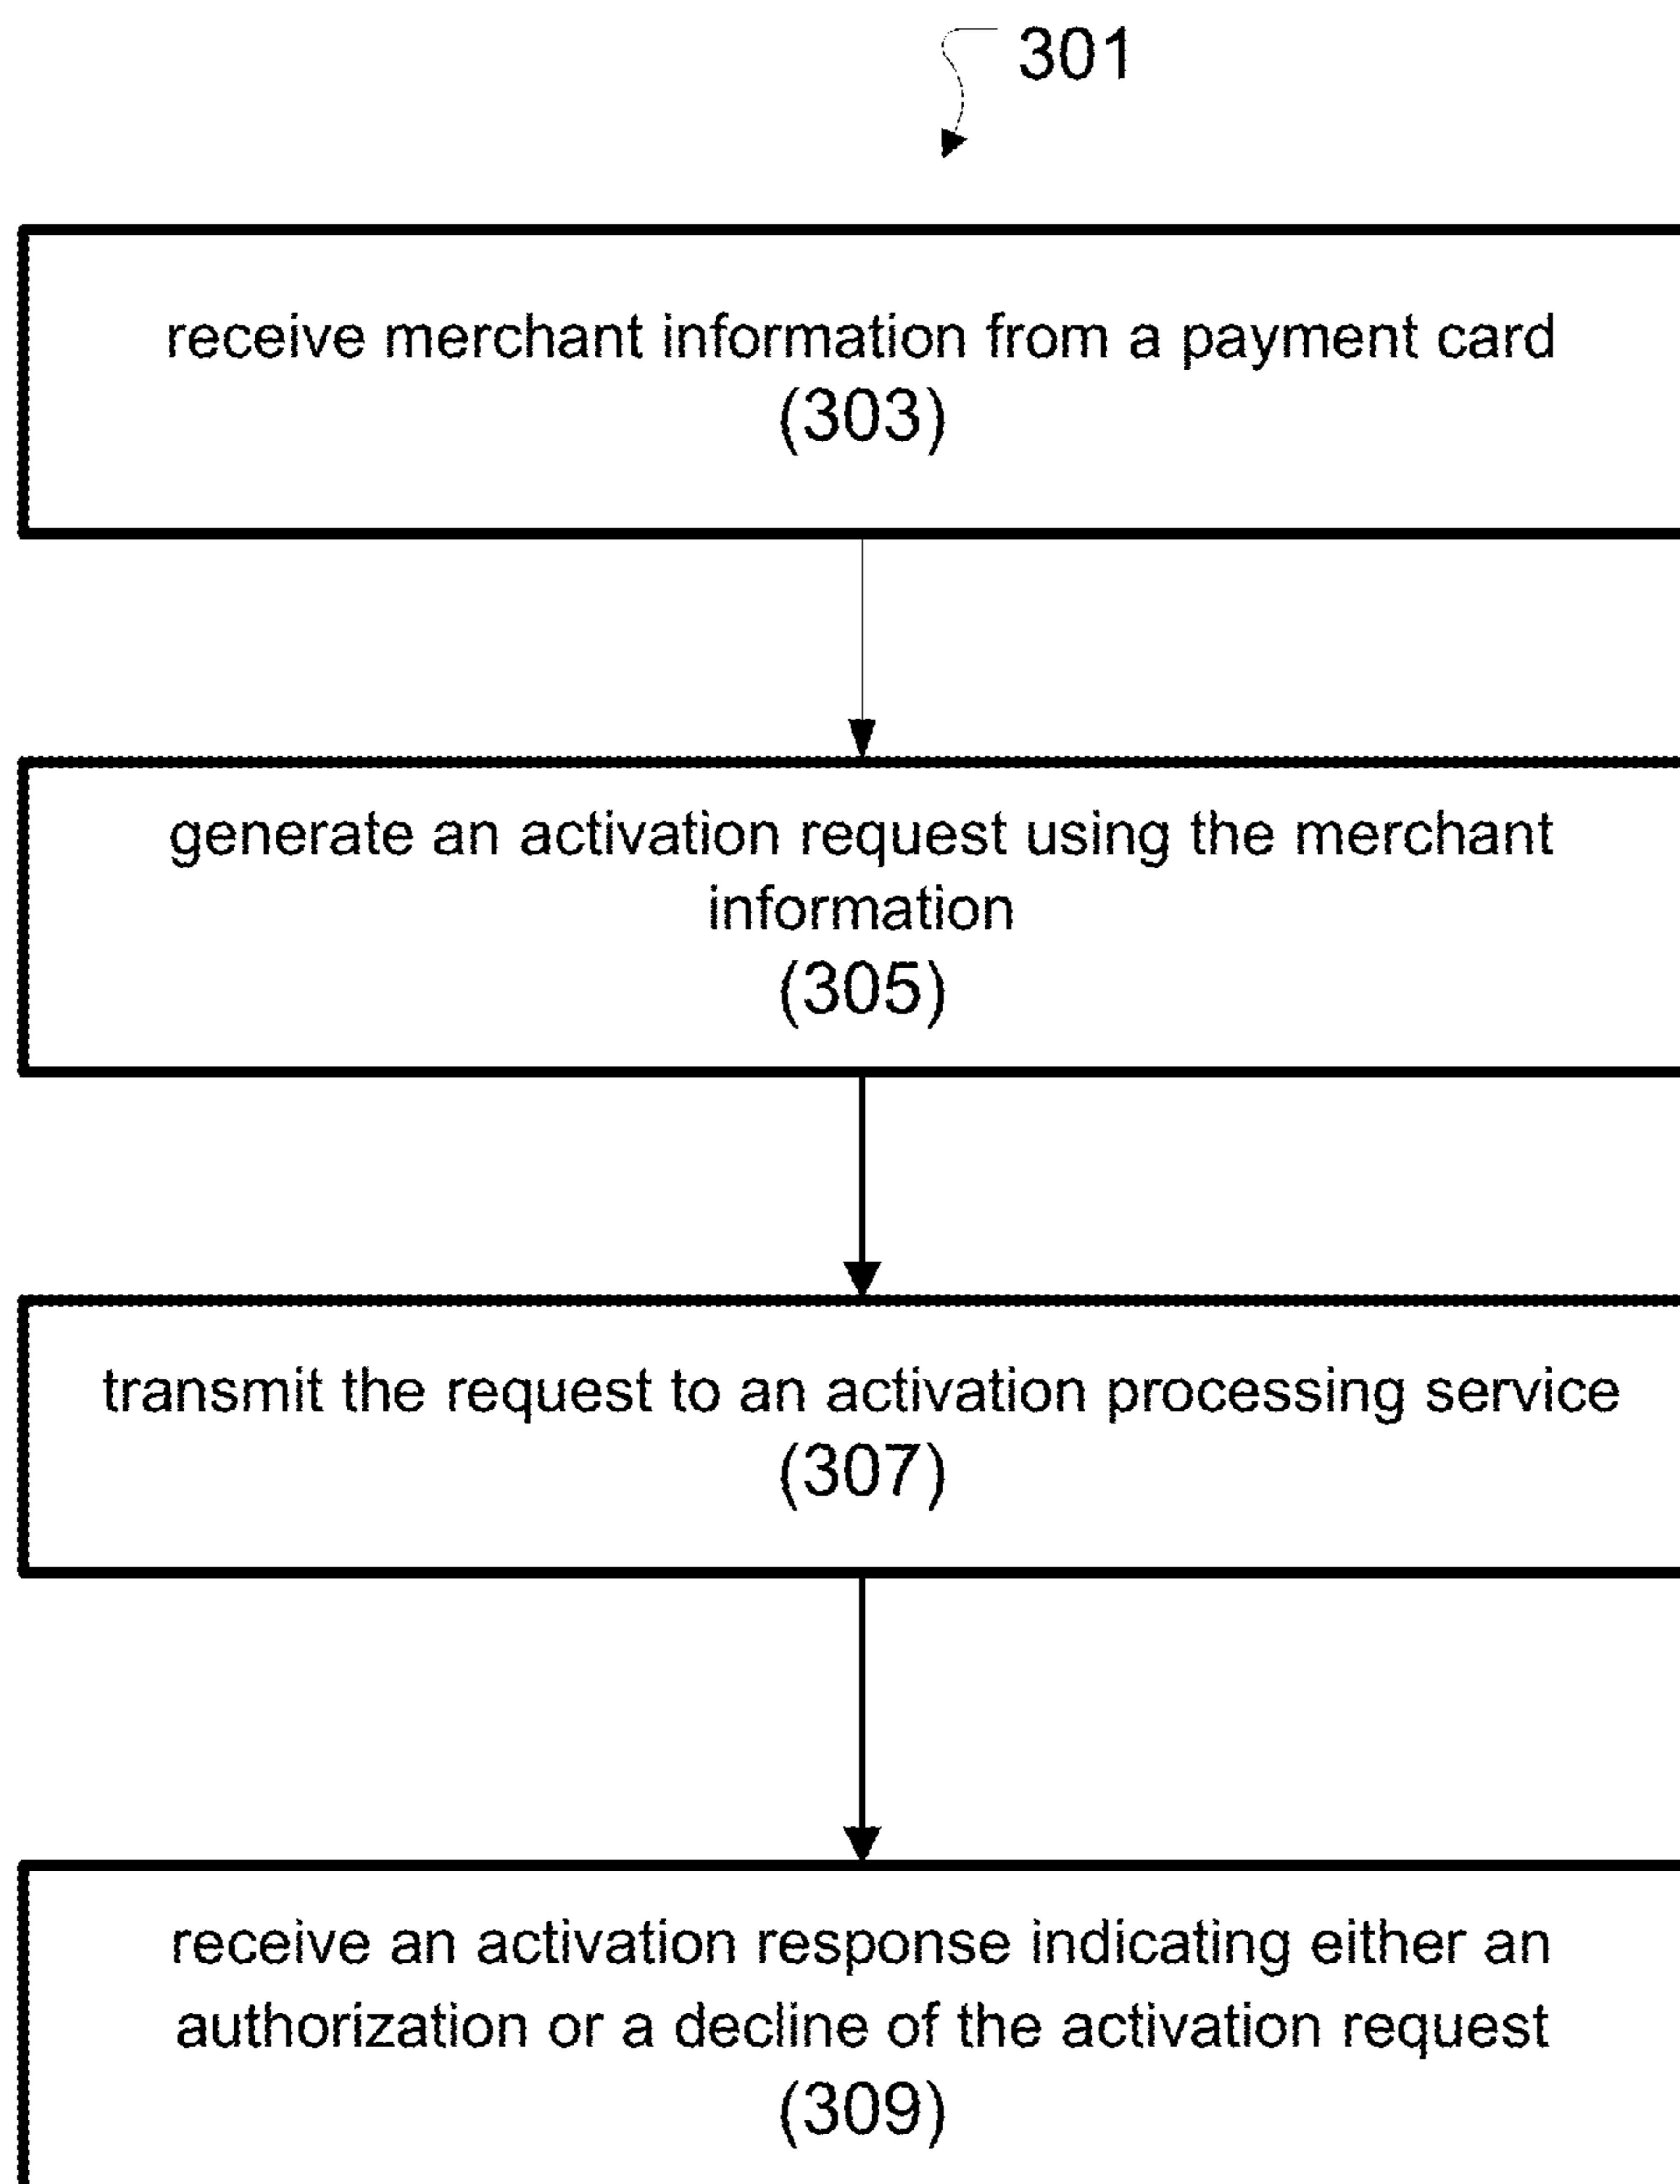 301
receive merchant information from a payment card
(303)
generate an activation request using the merchant
information
(305)
transmit the request to an activation processing service
(307)
receive an activation response indicating either an
authorization or a decline of the activation request
(309)